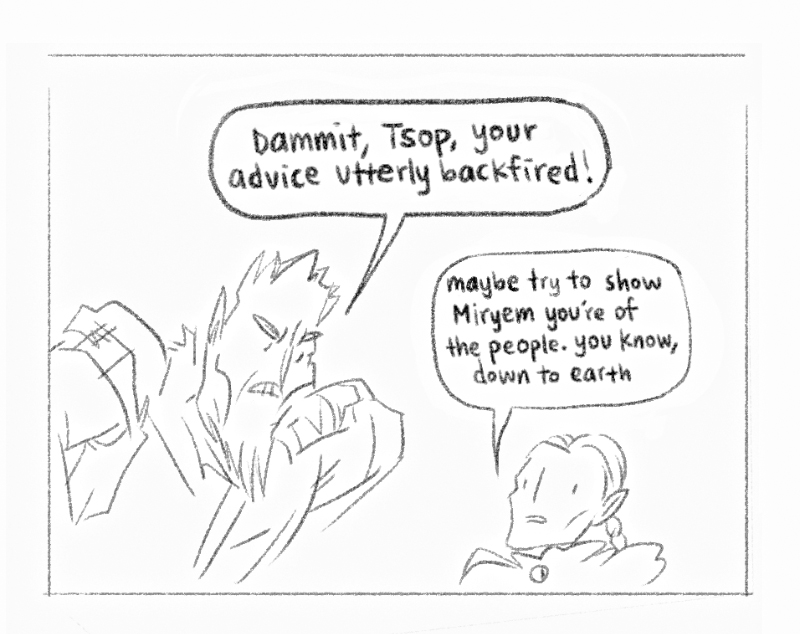 Dammit, Tsop, your
advice utterly backfired!
maybe try to show
Miryem you're of
the people. you know,
down to earth